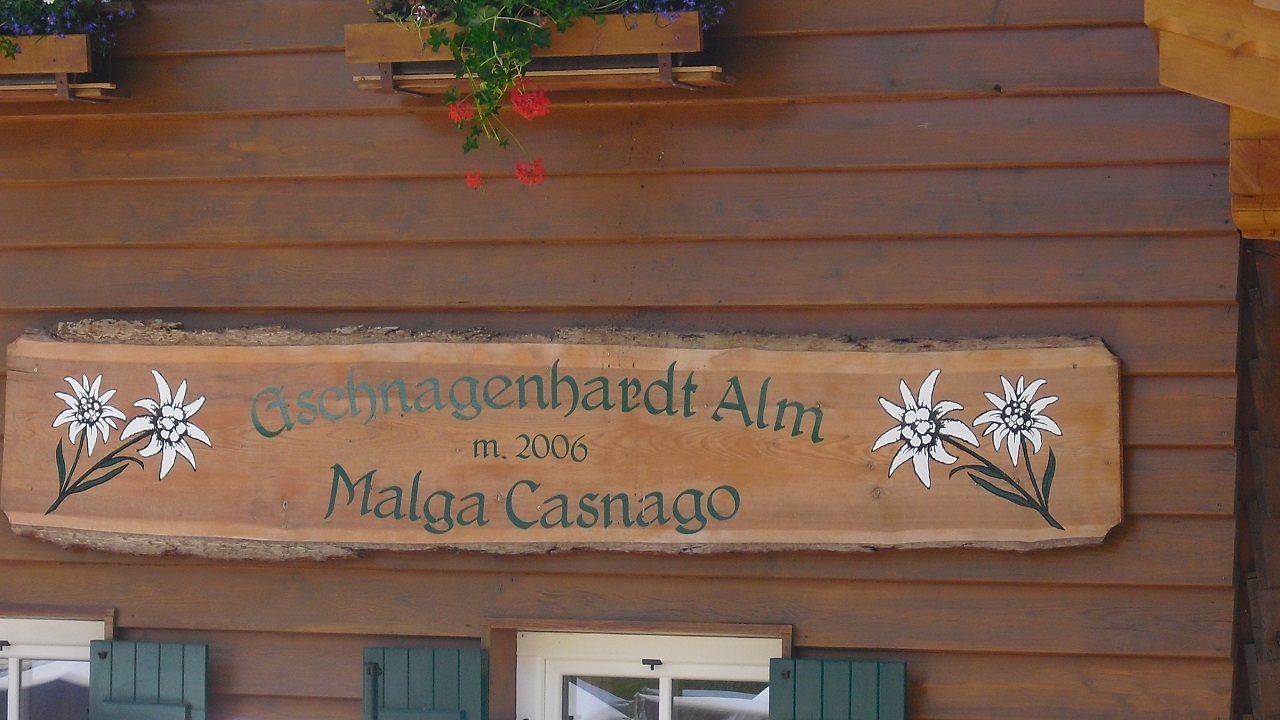 Gschnagenhardt Alm
m. 2006
Malga Casnago